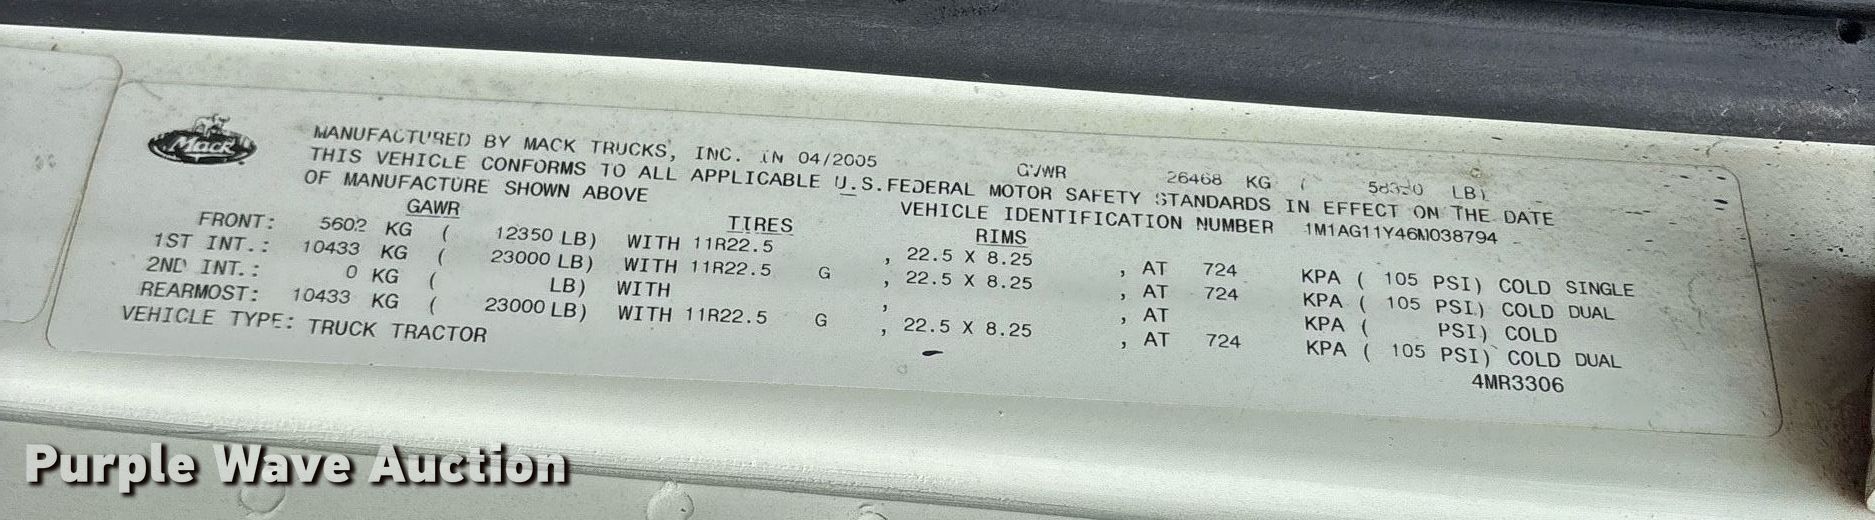 Mack
MANUFACTURED BY MACK TRUCKS, INC. IN 04/2005 GVWR 26468 KG ( LB)
THIS VEHICLE CONFORMS TO ALL APPLICABLE U.S.FEDERAL MOTOR SAFETY STANDARDS IN EFFECT ON THE DATE
OF MANUFACTURE SHOWN ABOVE VEHICLE IDENTIFICATION NUMBER 1M1AG11Y46M038794
GAWR TIRES RIMS
FRONT: 5602 KG ( 12350 LB) WITH 11R22.5 , 22.5 X 8.25 , AT 724 KPA ( 105 PSI) COLD SINGLE
1ST INT.: 10433 KG ( 23000 LB) WITH 11R22.5 G , 22.5 X 8.25 , AT 724 KPA ( 105 PSI) COLD DUAL
2ND INT.: 0 KG ( LB) WITH , , AT KPA ( PSI) COLD
REARMOST: 10433 KG ( 23000 LB) WITH 11R22.5 G , 22.5 X 8.25 , AT 724 KPA ( 105 PSI) COLD DUAL
VEHICLE TYPE: TRUCK TRACTOR 4MR3306
Purple Wave Auction